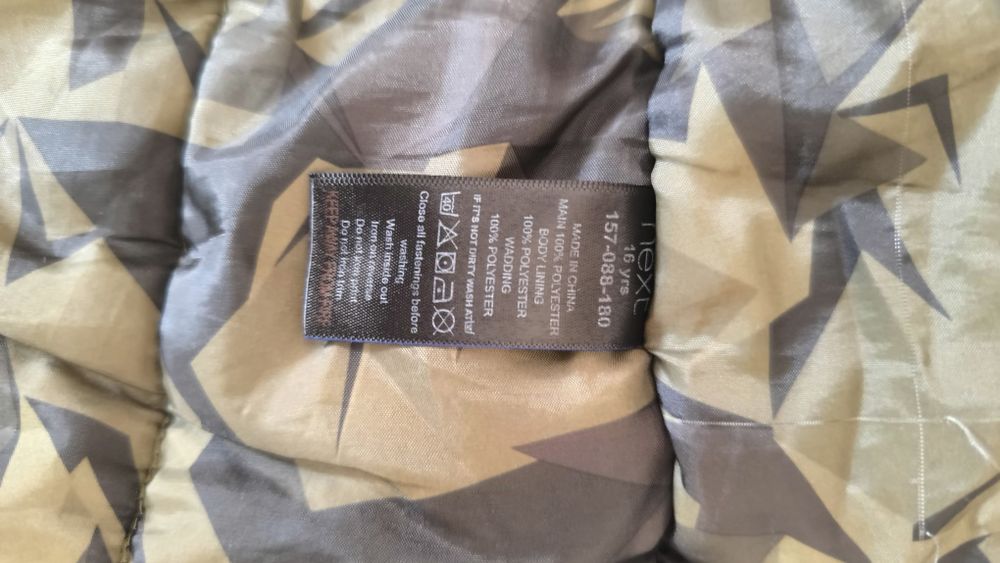 next
16 yrs
157-088-180
MADE IN CHINA
MAIN 100% POLYESTER
BODY LINING
100% POLYESTER
WADDING
100% POLYESTER
IF IT'S NOT DIRTY WASH AT
40
Close all fastenings before
washing
Wash inside out
Iron on reverse
Do not iron print
Do not iron trim
KEEP AWAY FROM FIRE